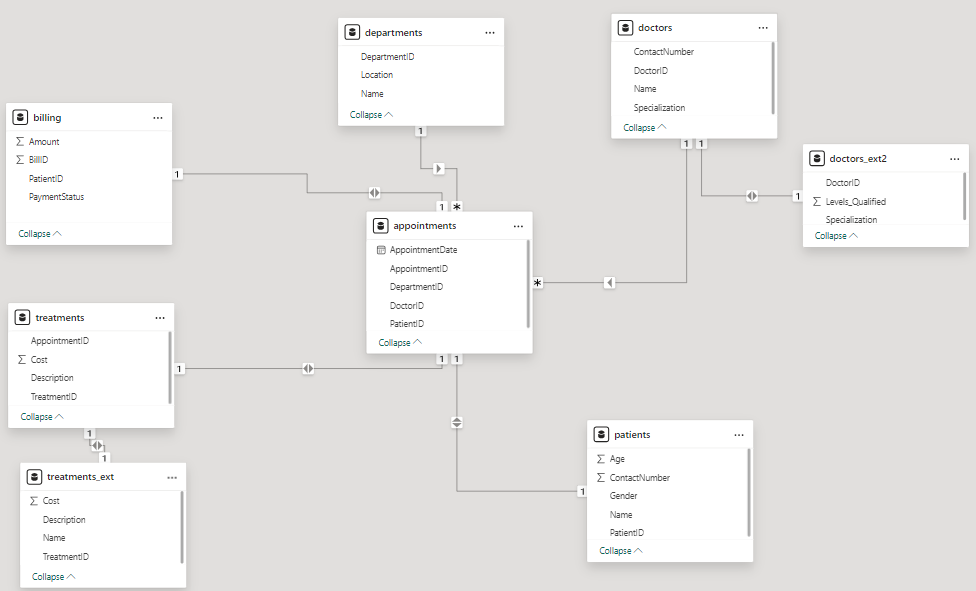 departments
DepartmentID
Location
Name
Collapse
doctors
ContactNumber
DoctorID
Name
Specialization
Collapse
billing
Σ Amount
Σ BillID
PatientID
PaymentStatus
Collapse
doctors_ext2
DoctorID
Σ Levels_Qualified
Specialization
Collapse
appointments
AppointmentDate
AppointmentID
DepartmentID
DoctorID
PatientID
Collapse
treatments
AppointmentID
Σ Cost
Description
TreatmentID
Collapse
treatments_ext
Σ Cost
Description
Name
TreatmentID
Collapse
patients
Σ Age
Σ ContactNumber
Gender
Name
PatientID
Collapse
1
*
1
1
1
1
1
*
1
1
1
1
1
1
1